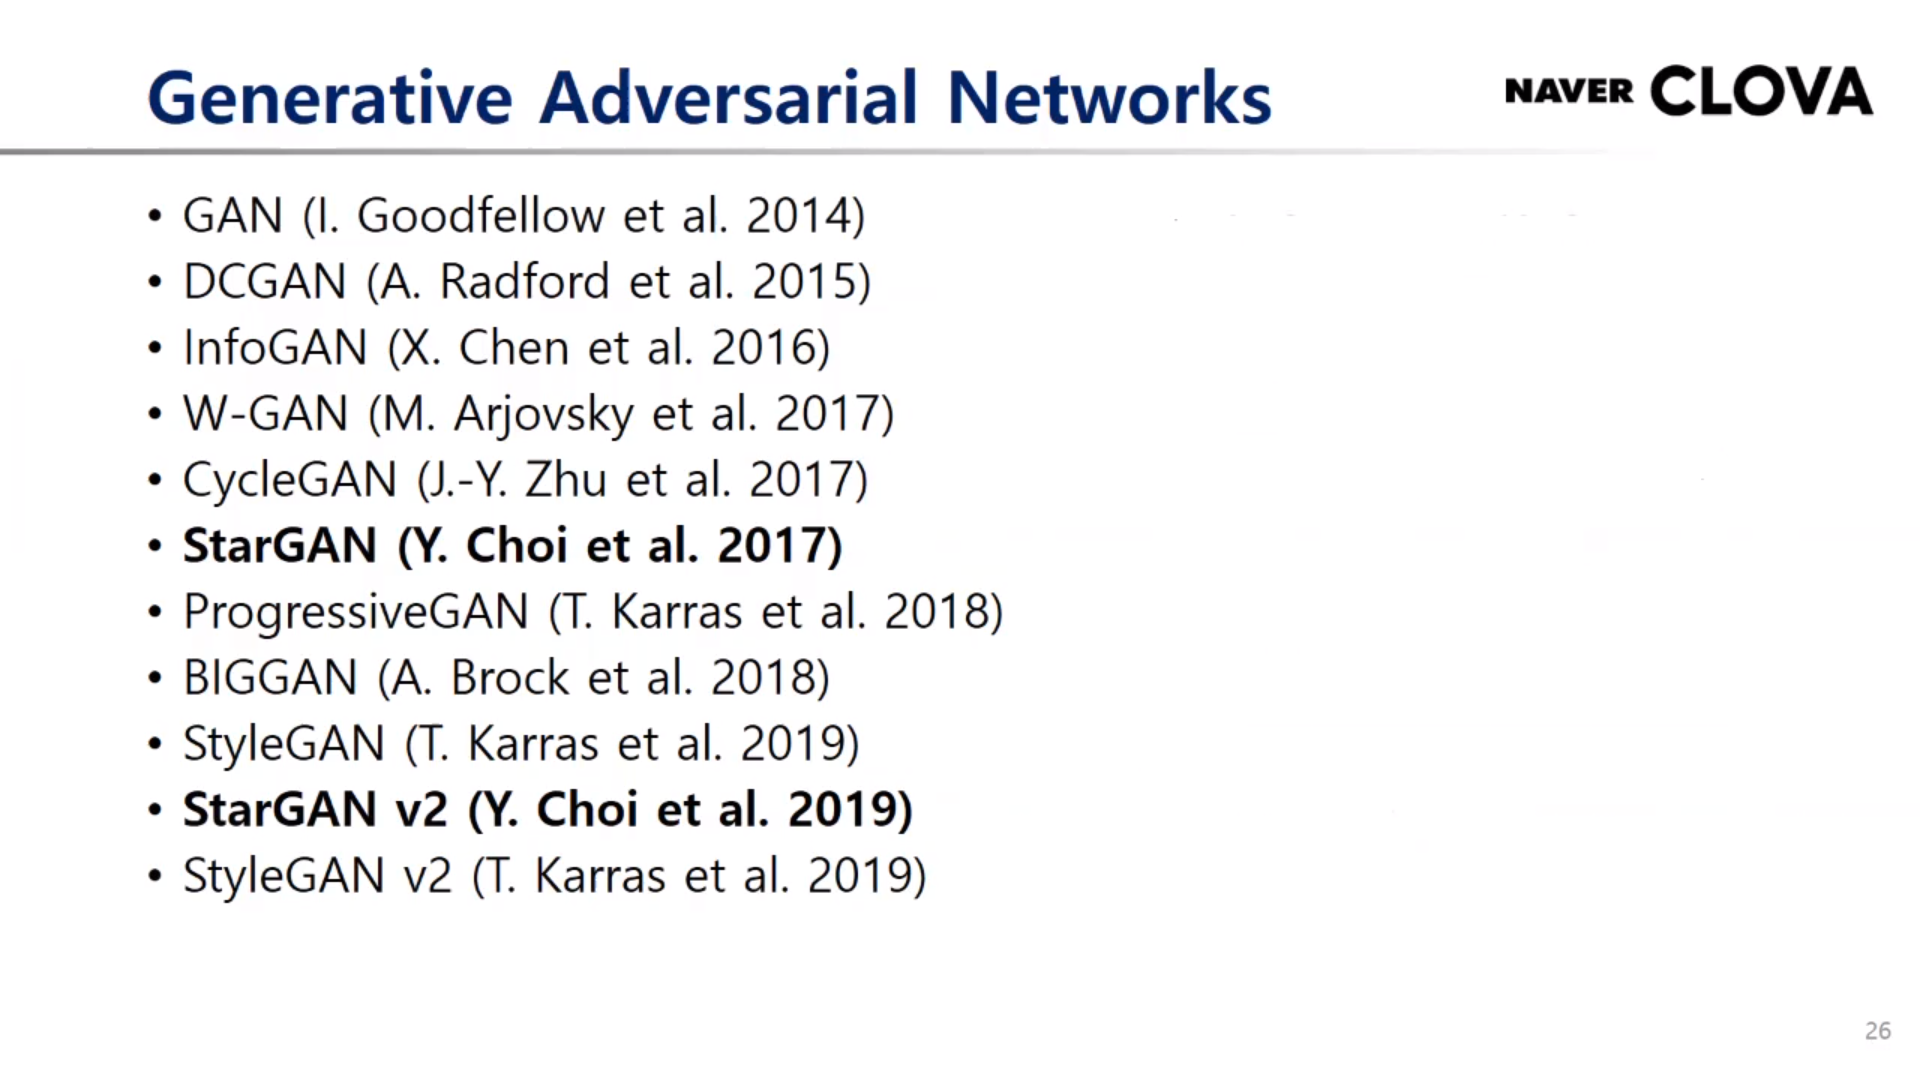 Generative Adversarial Networks
NAVER CLOVA
• GAN (I. Goodfellow et al. 2014)
• DCGAN (A. Radford et al. 2015)
• InfoGAN (X. Chen et al. 2016)
• W-GAN (M. Arjovsky et al. 2017)
• CycleGAN (J.-Y. Zhu et al. 2017)
• StarGAN (Y. Choi et al. 2017)
• ProgressiveGAN (T. Karras et al. 2018)
• BIGGAN (A. Brock et al. 2018)
• StyleGAN (T. Karras et al. 2019)
• StarGAN v2 (Y. Choi et al. 2019)
• StyleGAN v2 (T. Karras et al. 2019)
26